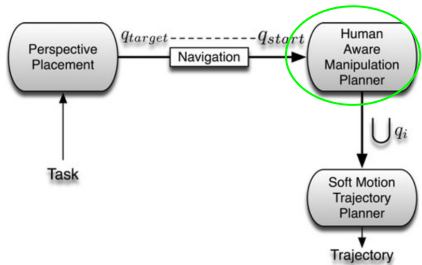 q_target - - - - - - - - - q_start
Perspective
Placement
Navigation
Human
Aware
Manipulation
Planner
⋃ q_i
Task
Soft Motion
Trajectory
Planner
Trajectory